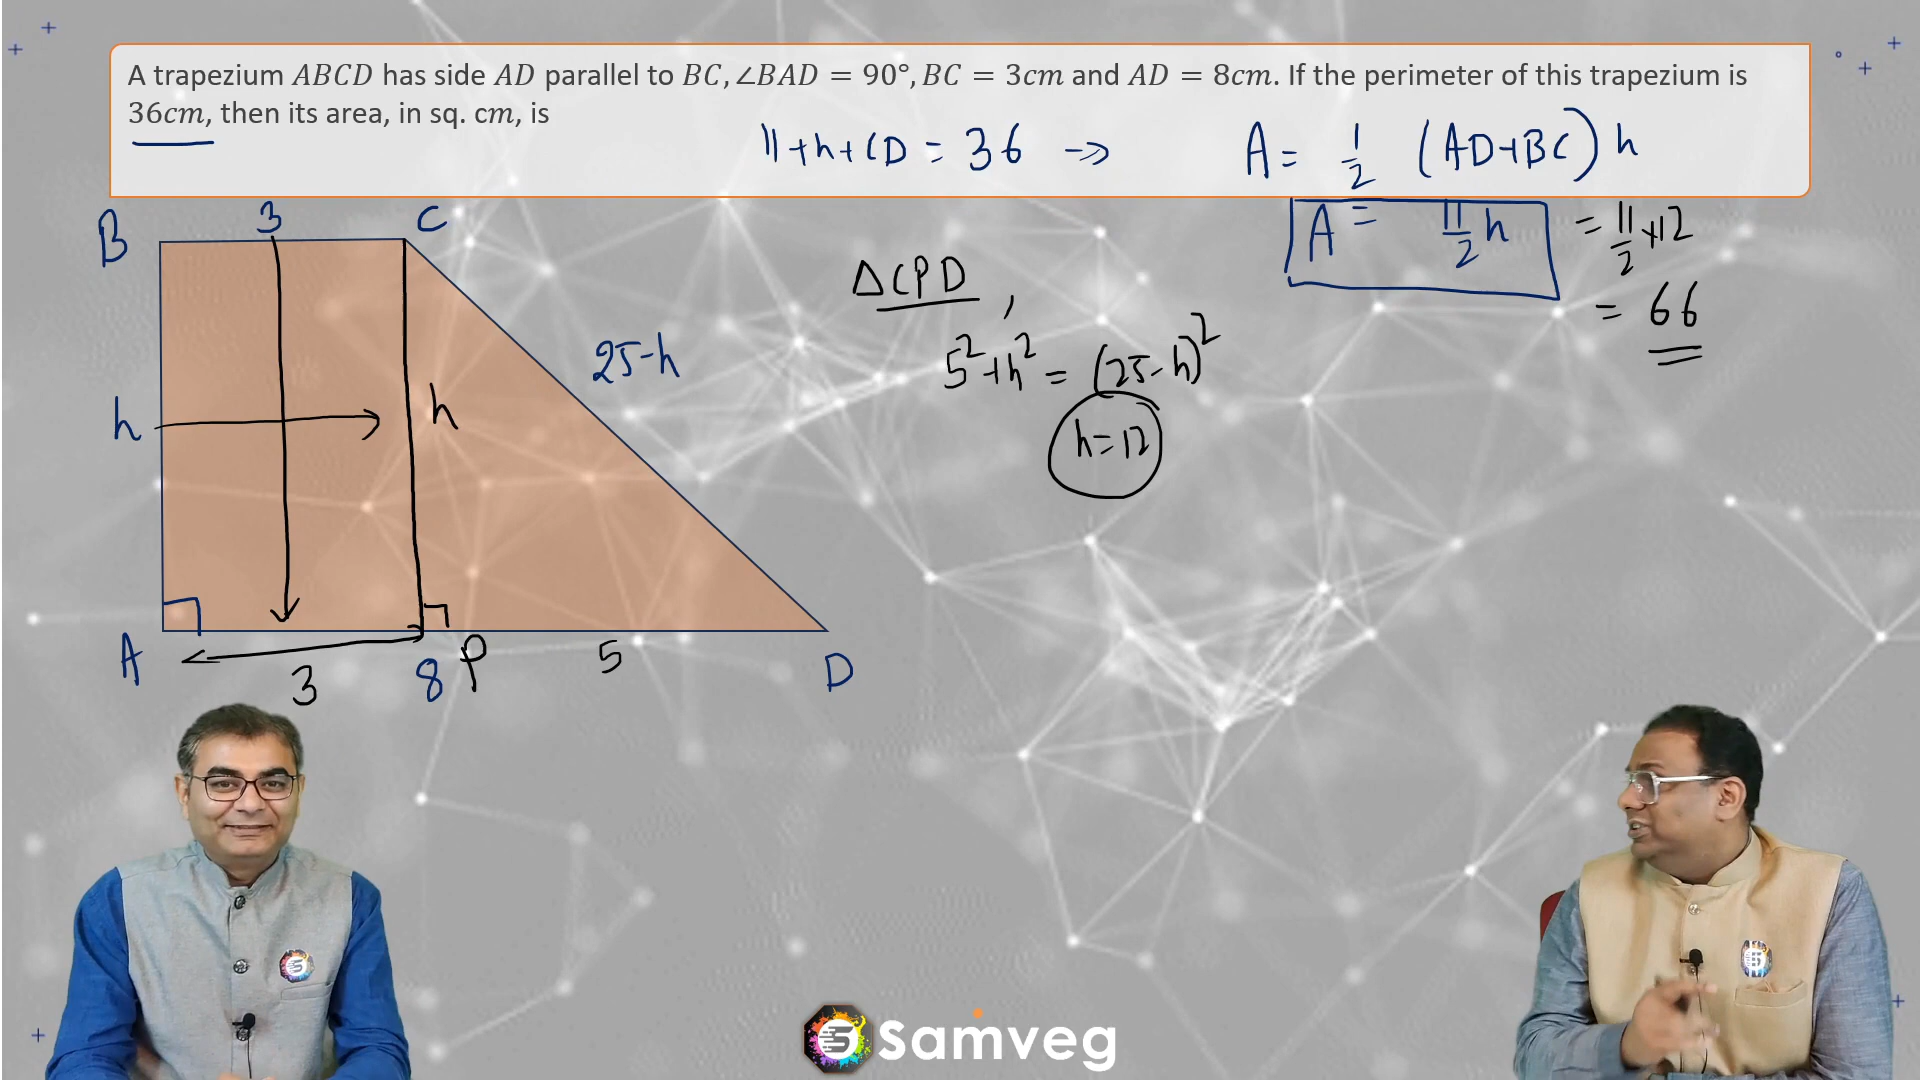 A trapezium ABCD has side AD parallel to BC, ∠BAD = 90°, BC = 3cm and AD = 8cm. If the perimeter of this trapezium is
36cm, then its area, in sq. cm, is
11+h+CD = 36 ->> A = 1/2 (AD+BC) h
A = 11/2 h = 11/2 × 12
= 66
B 3 C
ΔCPD ,
5²+h² = (25-h)²
h=12
25-h
h h
A 3 8 P 5 D
Samveg